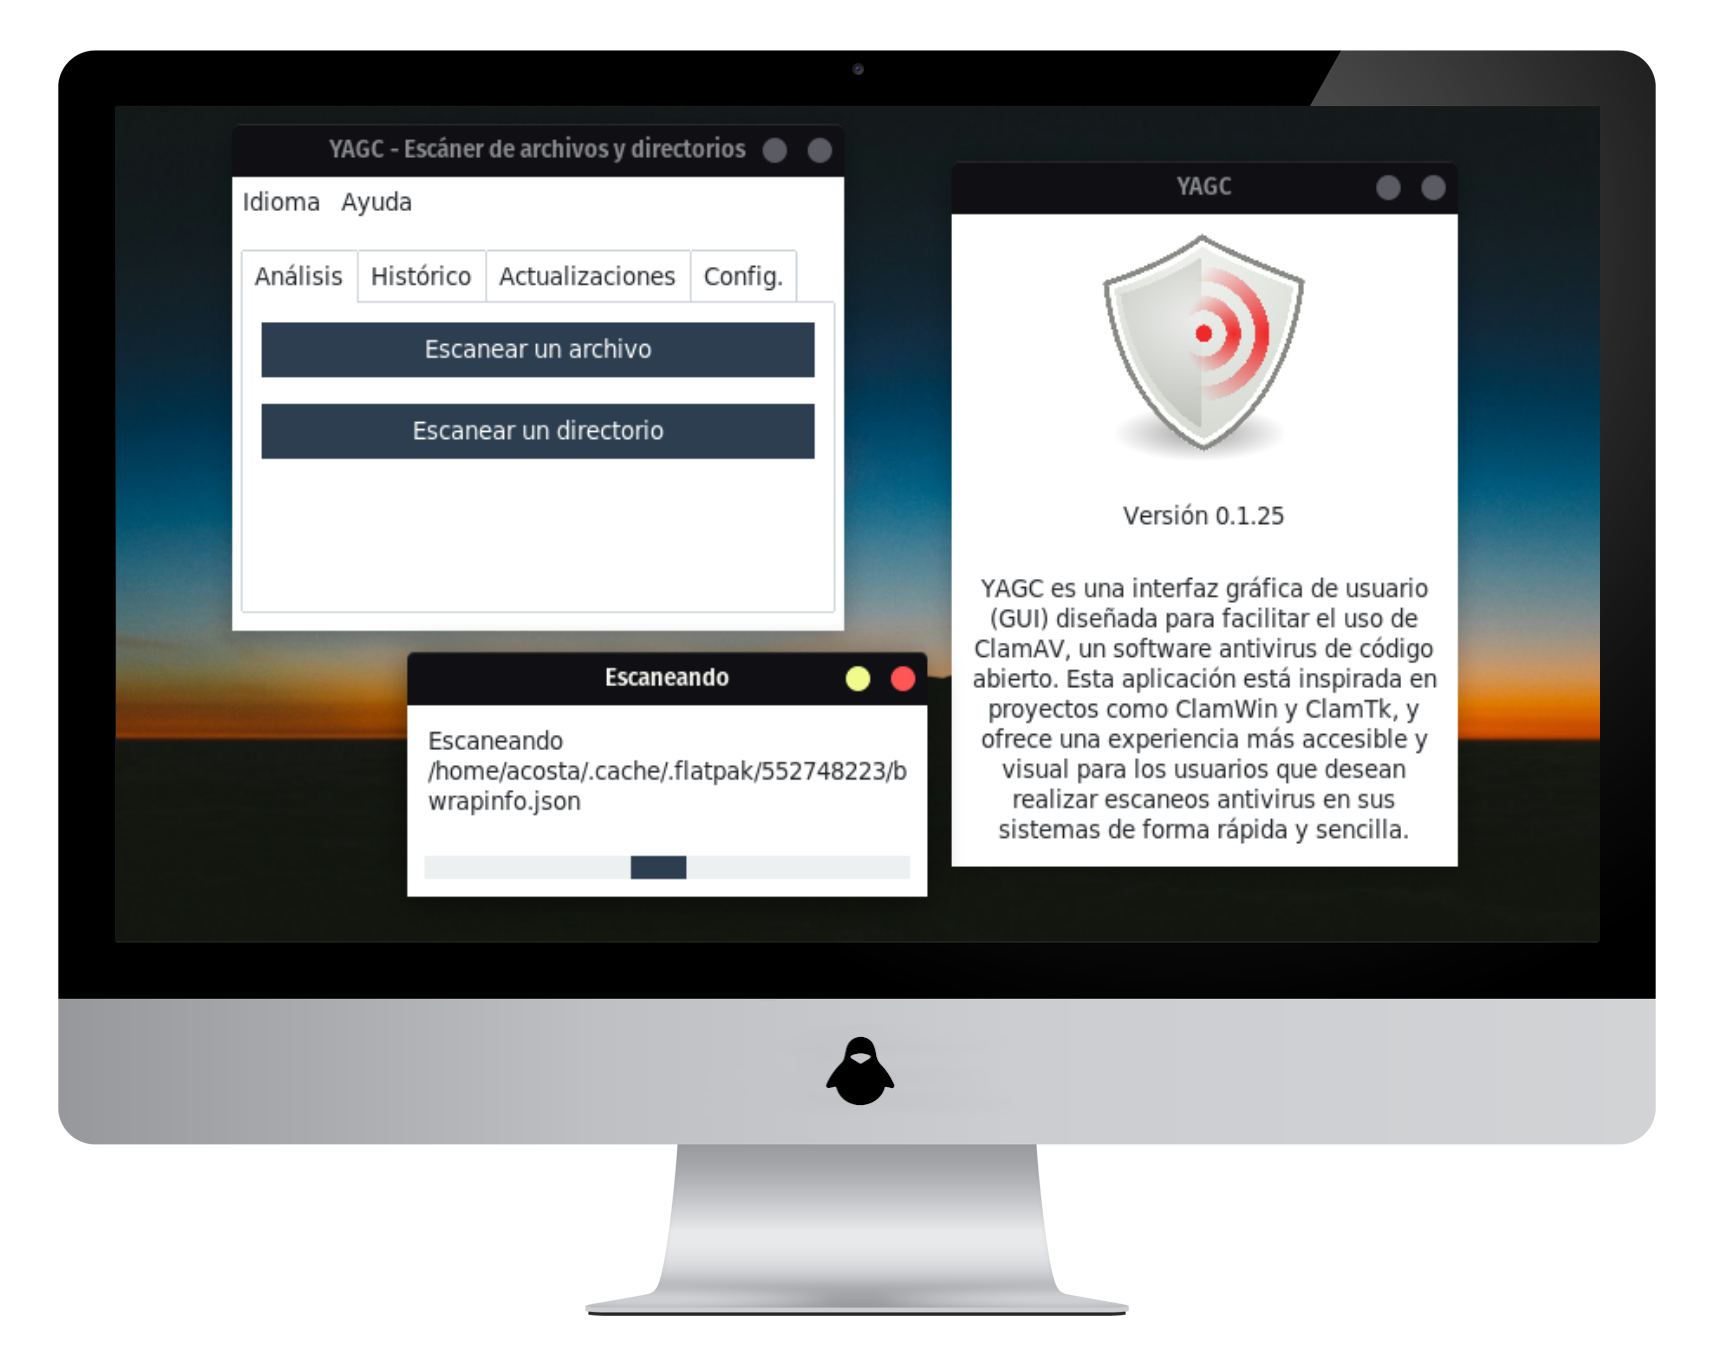 YAGC - Escáner de archivos y directorios
Idioma Ayuda
Análisis Histórico Actualizaciones Config.
Escanear un archivo
Escanear un directorio
Escaneando
Escaneando
/home/acosta/.cache/.flatpak/552748223/b
wrapinfo.json
YAGC
Versión 0.1.25
YAGC es una interfaz gráfica de usuario
(GUI) diseñada para facilitar el uso de
ClamAV, un software antivirus de código
abierto. Esta aplicación está inspirada en
proyectos como ClamWin y ClamTk, y
ofrece una experiencia más accesible y
visual para los usuarios que desean
realizar escaneos antivirus en sus
sistemas de forma rápida y sencilla.